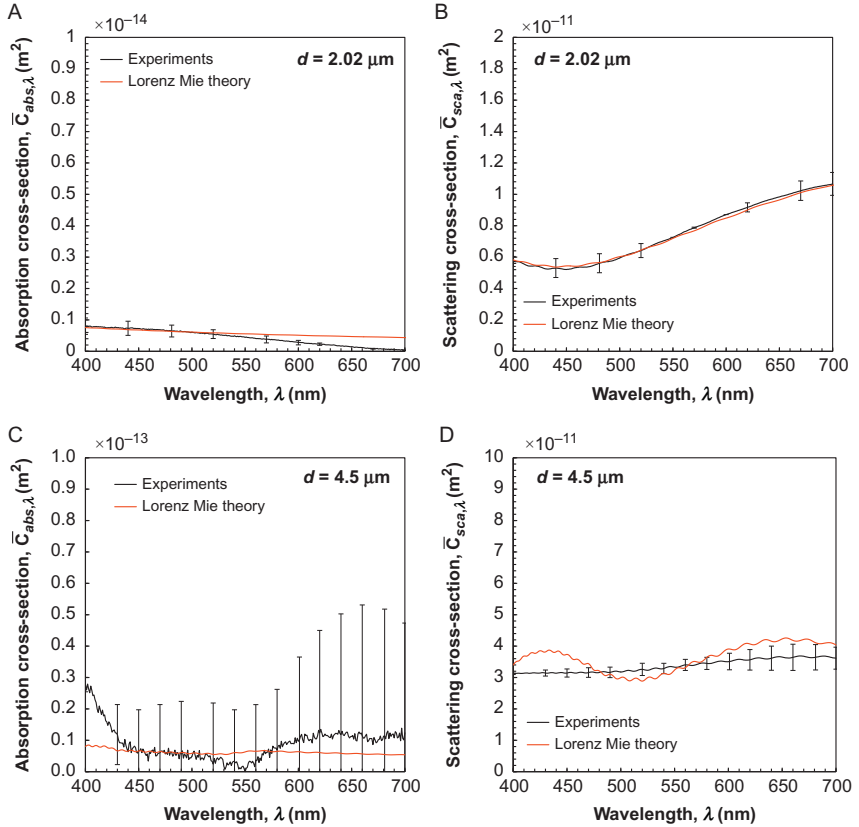 A
×10−14
Absorption cross-section, C̅abs,λ (m2)
1
0.9
0.8
0.7
0.6
0.5
0.4
0.3
0.2
0.1
0
Experiments
Lorenz Mie theory
d = 2.02 μm
400 450 500 550 600 650 700
Wavelength, λ (nm)
B
×10−11
Scattering cross-section, C̅sca,λ (m2)
2
1.8
1.6
1.4
1.2
1
0.8
0.6
0.4
0.2
0
d = 2.02 μm
Experiments
Lorenz Mie theory
400 450 500 550 600 650 700
Wavelength, λ (nm)
C
×10−13
Absorption cross-section, C̅abs,λ (m2)
1.0
0.9
0.8
0.7
0.6
0.5
0.4
0.3
0.2
0.1
0.0
Experiments
Lorenz Mie theory
d = 4.5 μm
400 450 500 550 600 650 700
Wavelength, λ (nm)
D
×10−11
Scattering cross-section, C̅sca,λ (m2)
10
9
8
7
6
5
4
3
2
1
0
d = 4.5 μm
Experiments
Lorenz Mie theory
400 450 500 550 600 650 700
Wavelength, λ (nm)